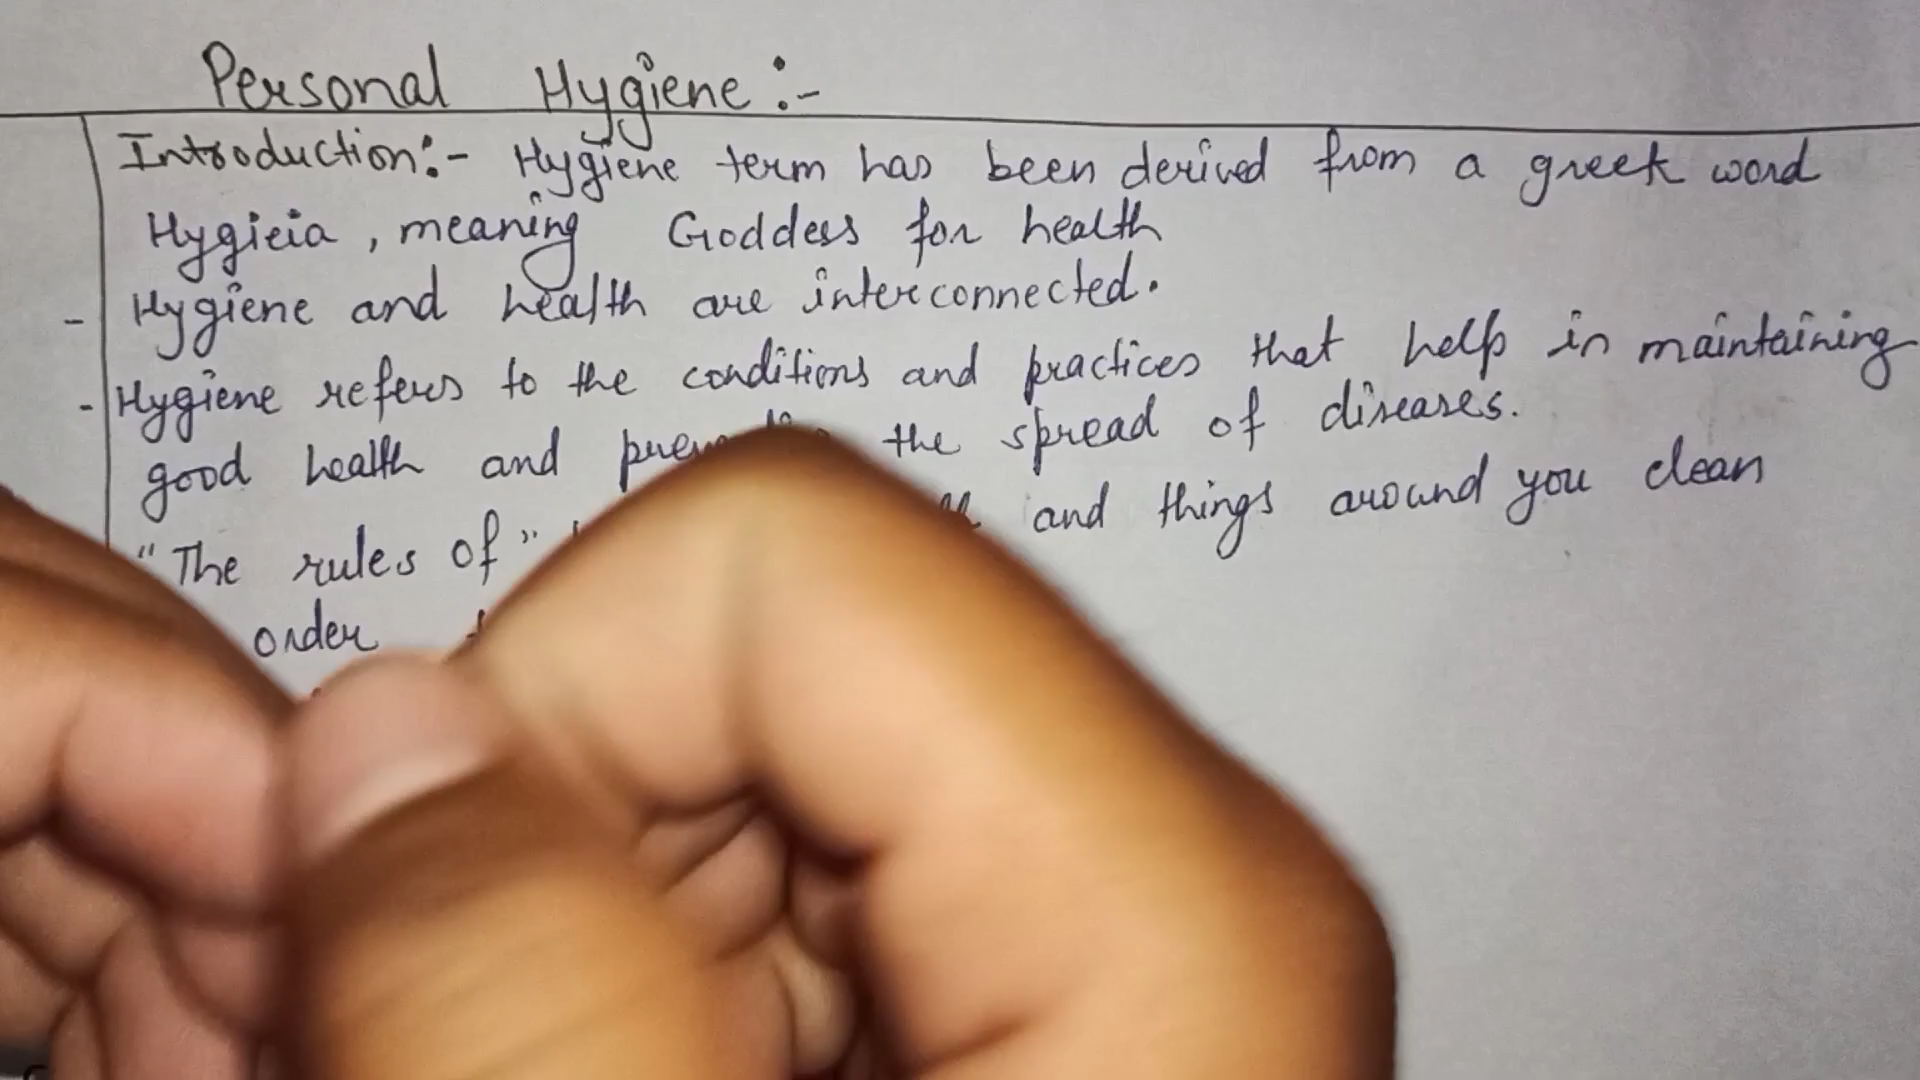 Personal Hygiene :-
Introduction:- Hygiene term has been derived from a greek word
Hygieia, meaning Goddess for health
- Hygiene and health are interconnected.
- Hygiene refers to the conditions and practices that help in maintaining
good health and the spread of diseases.
"The rules of" and things around you clean
order